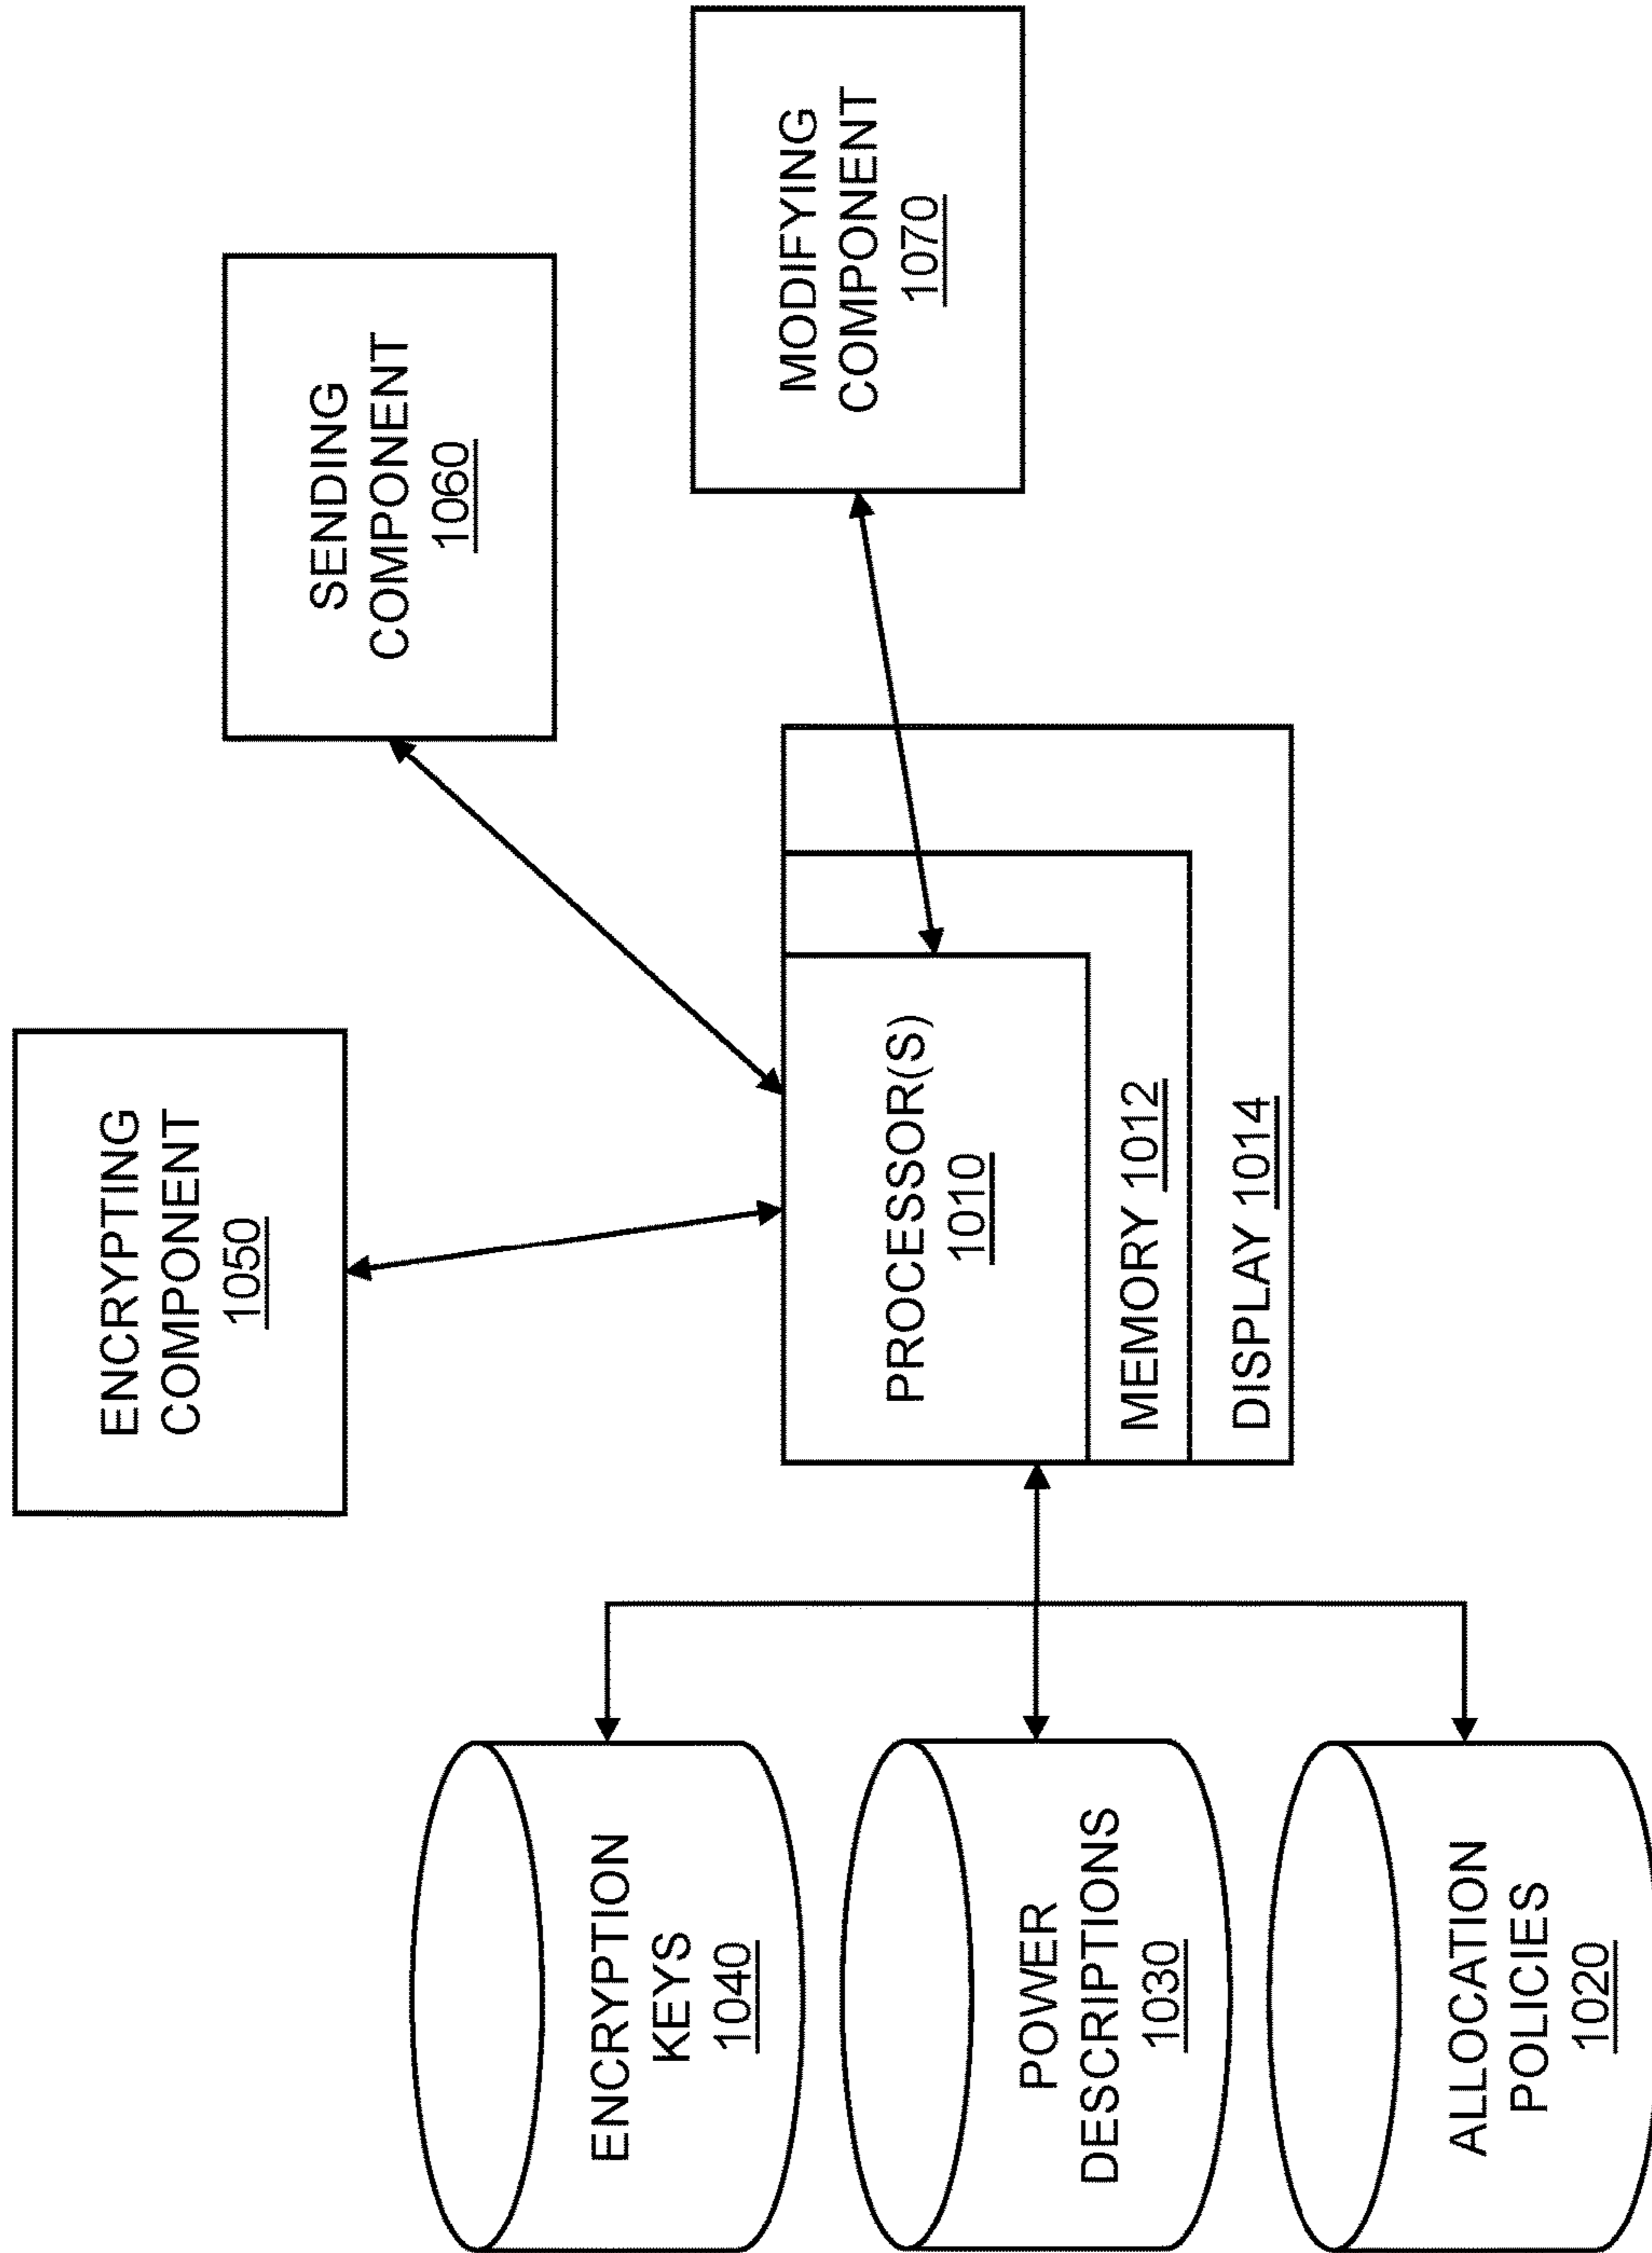 ENCRYPTING
COMPONENT
1050
SENDING
COMPONENT
1060
MODIFYING
COMPONENT
1070
ENCRYPTION
KEYS
1040
POWER
DESCRIPTIONS
1030
ALLOCATION
POLICIES
1020
PROCESSOR(S)
1010
MEMORY 1012
DISPLAY 1014